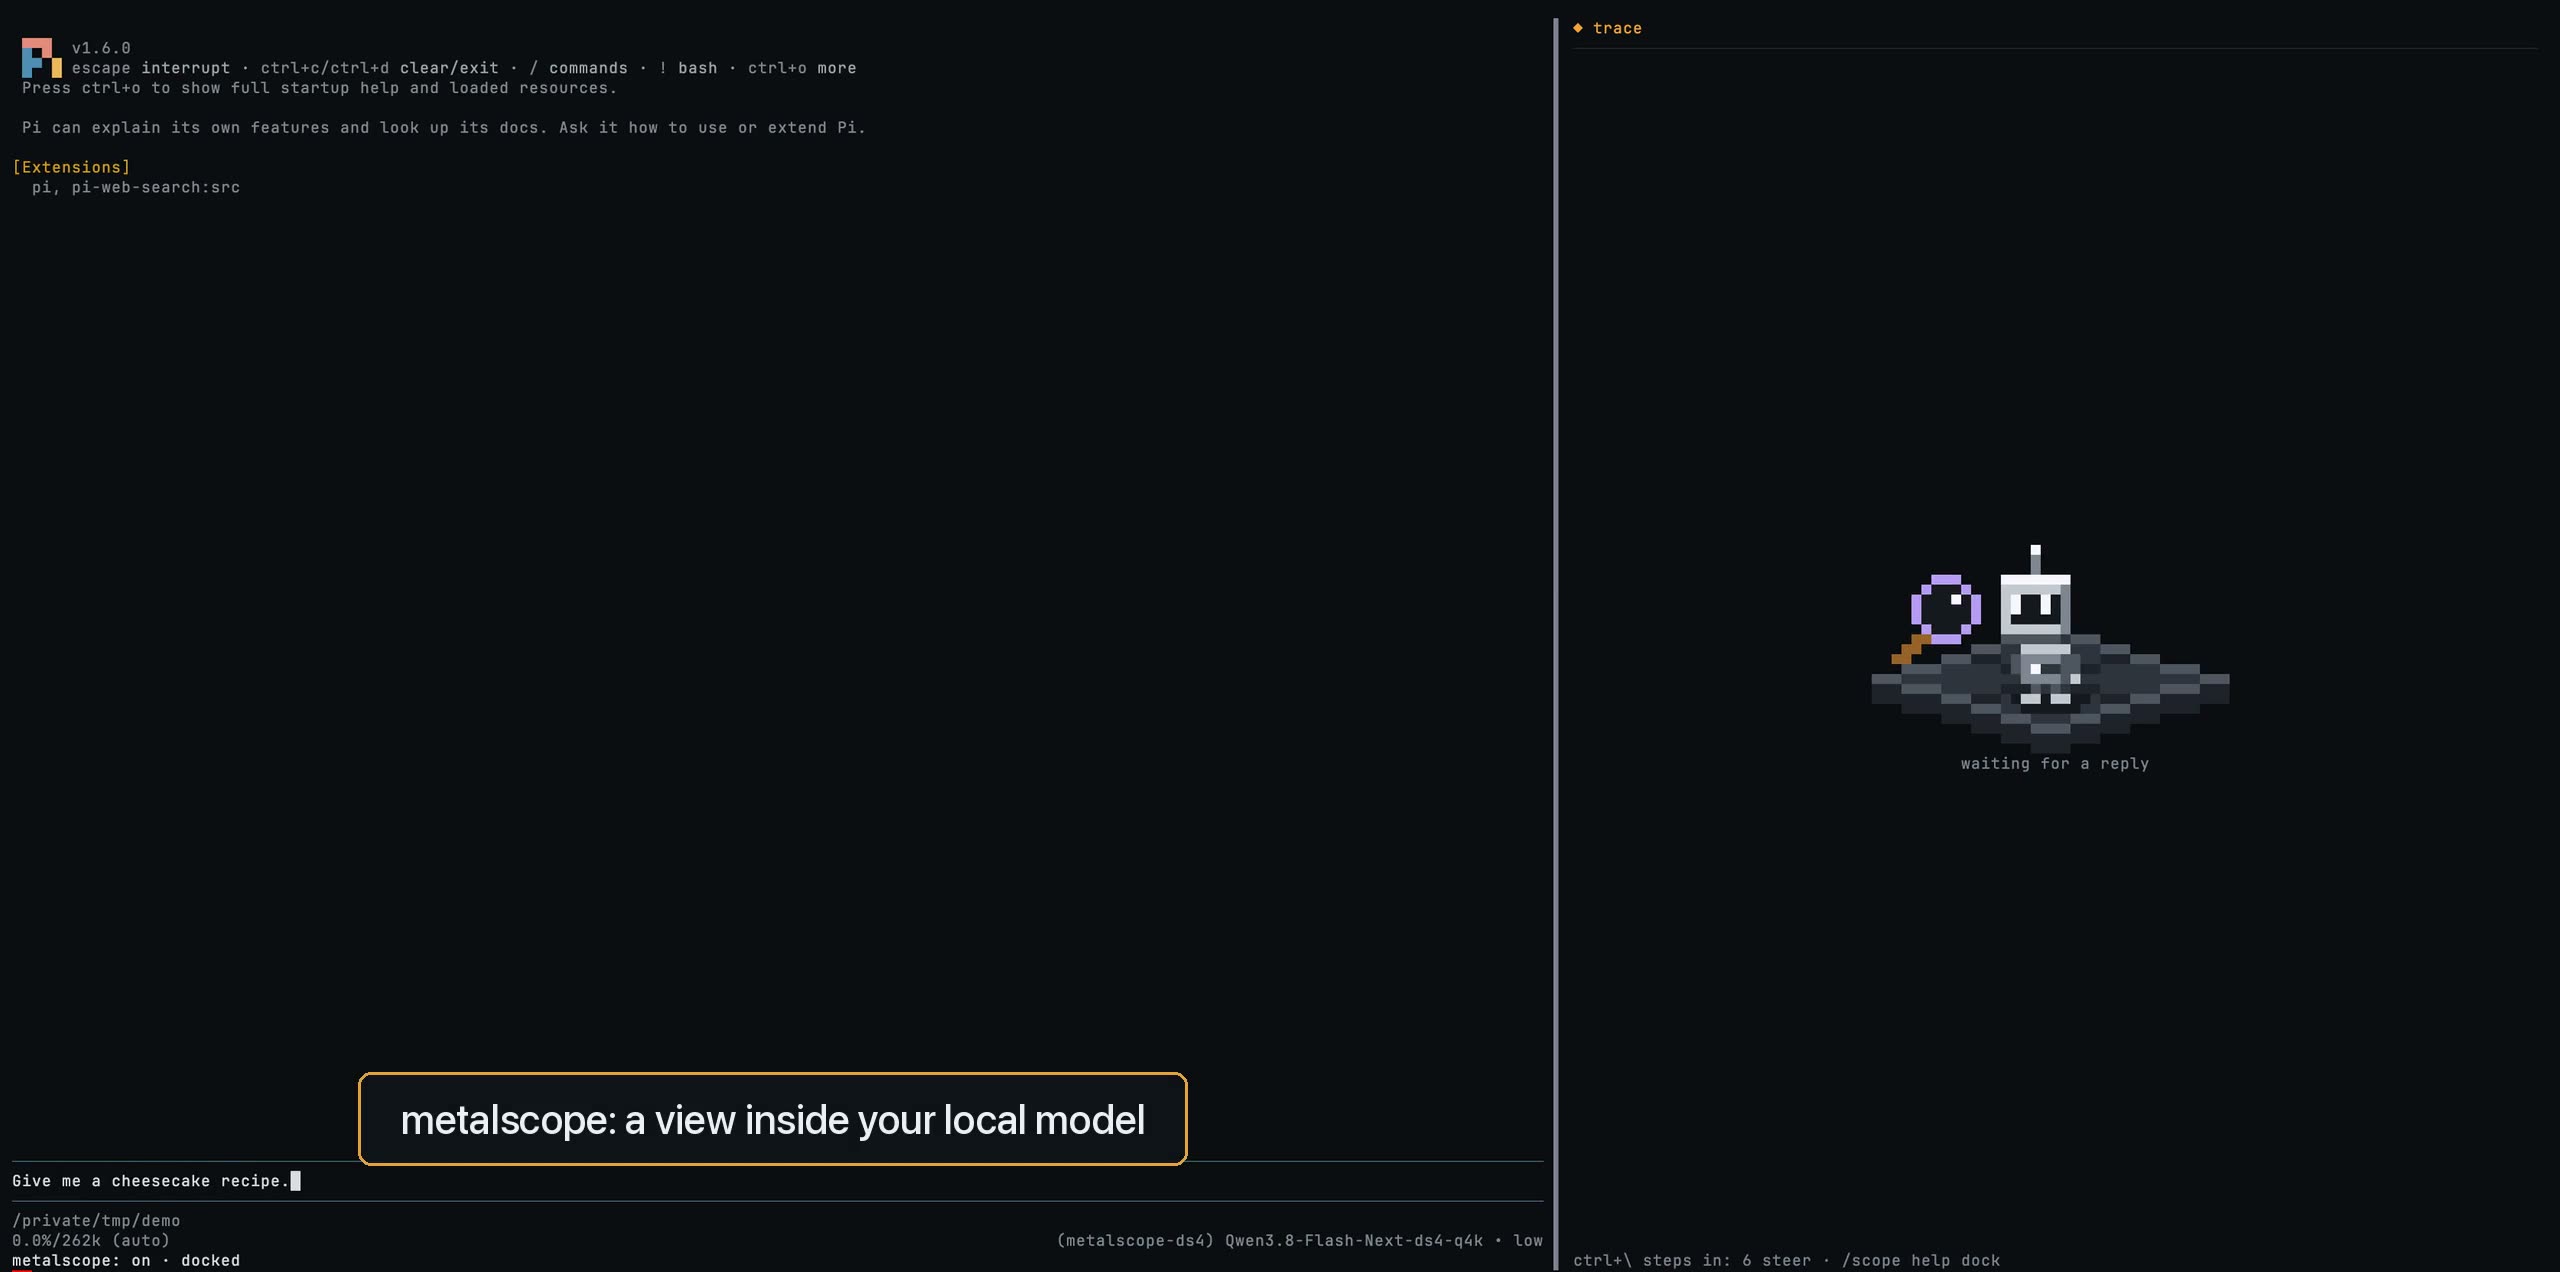 v1.6.0
escape interrupt · ctrl+c/ctrl+d clear/exit · / commands · ! bash · ctrl+o more
Press ctrl+o to show full startup help and loaded resources.
Pi can explain its own features and look up its docs. Ask it how to use or extend Pi.
[Extensions]
pi, pi-web-search:src
metalscope: a view inside your local model
Give me a cheesecake recipe.
/private/tmp/demo
0.0%/262k (auto)
(metalscope-ds4) Qwen3.8-Flash-Next-ds4-q4k • low
metalscope: on · docked
◆ trace
waiting for a reply
ctrl+\ steps in: 6 steer · /scope help dock